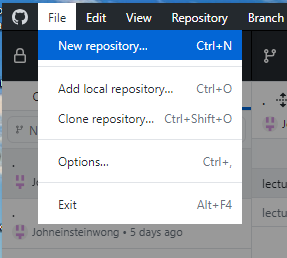 File Edit View Repository Branch
New repository... Ctrl+N
Add local repository... Ctrl+O
Clone repository... Ctrl+Shift+O
Options... Ctrl+,
Exit Alt+F4
lectu
lectu
Johneinsteinwong • 5 days ago